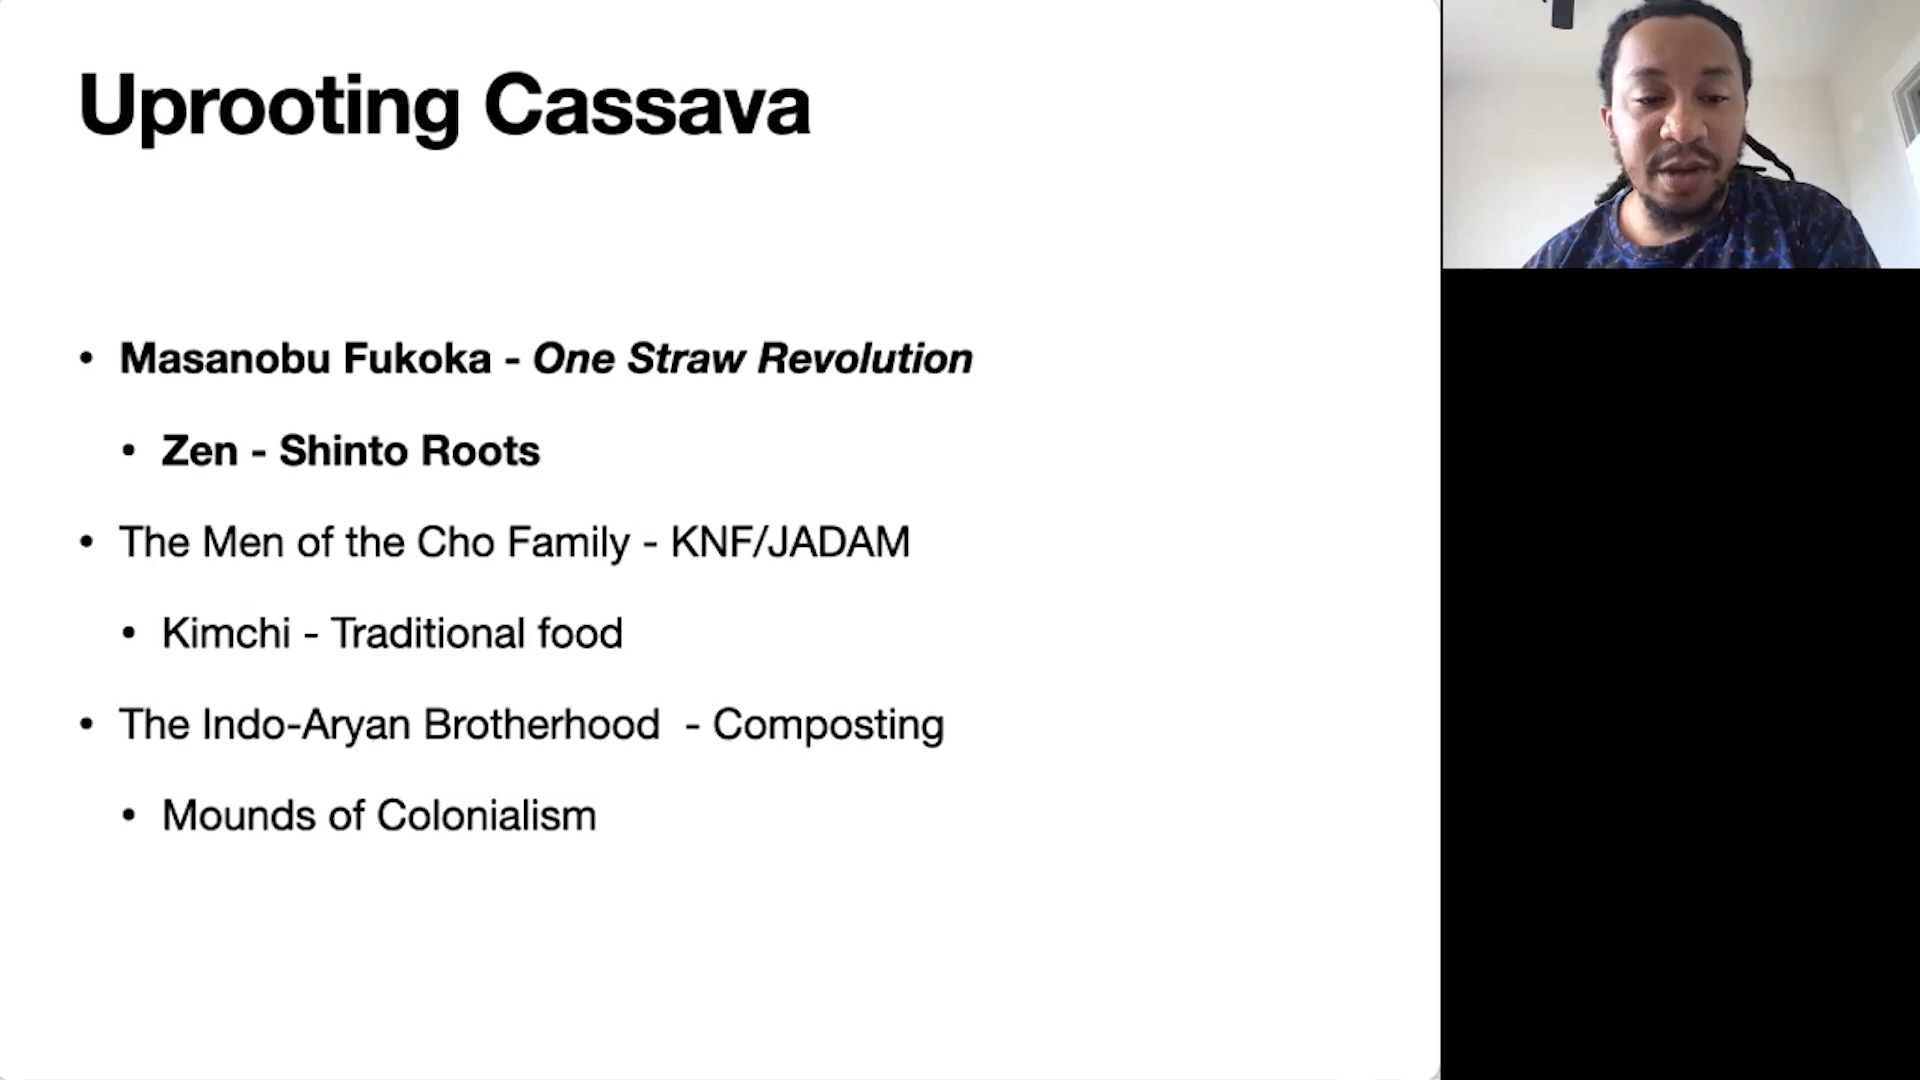 Uprooting Cassava
• Masanobu Fukoka - One Straw Revolution
• Zen - Shinto Roots
• The Men of the Cho Family - KNF/JADAM
• Kimchi - Traditional food
• The Indo-Aryan Brotherhood - Composting
• Mounds of Colonialism